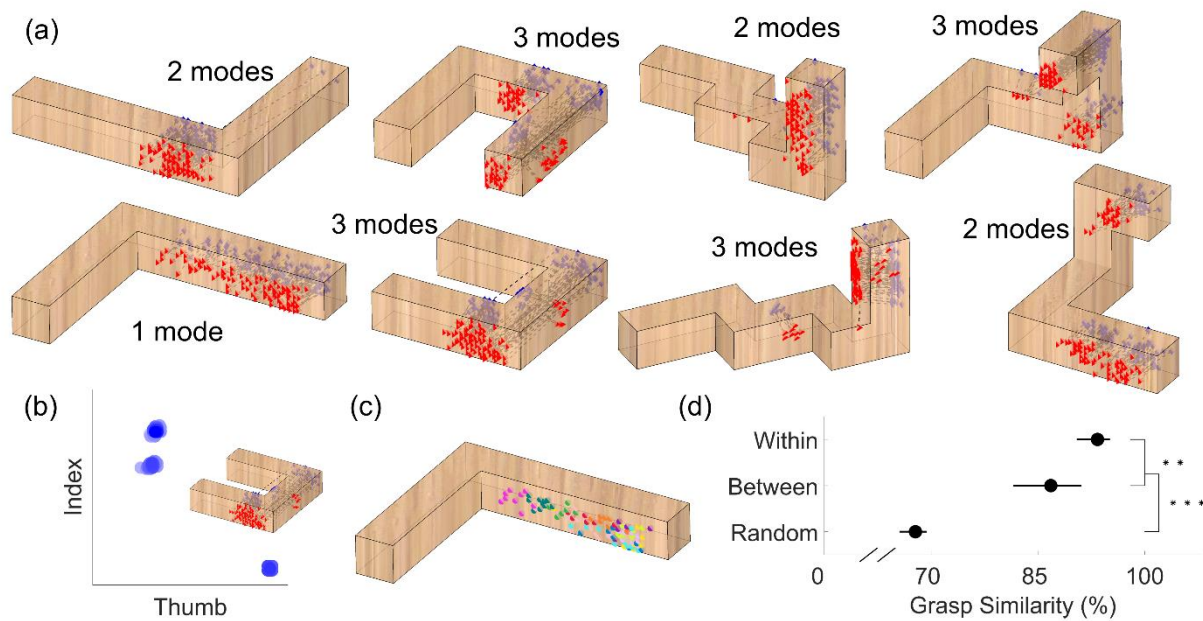 (a)
2 modes
3 modes
2 modes
3 modes
1 mode
3 modes
3 modes
2 modes
(b)
Index
Thumb
(c)
(d)
Within
Between
Random
* *
* * *
0
70
85
100
Grasp Similarity (%)